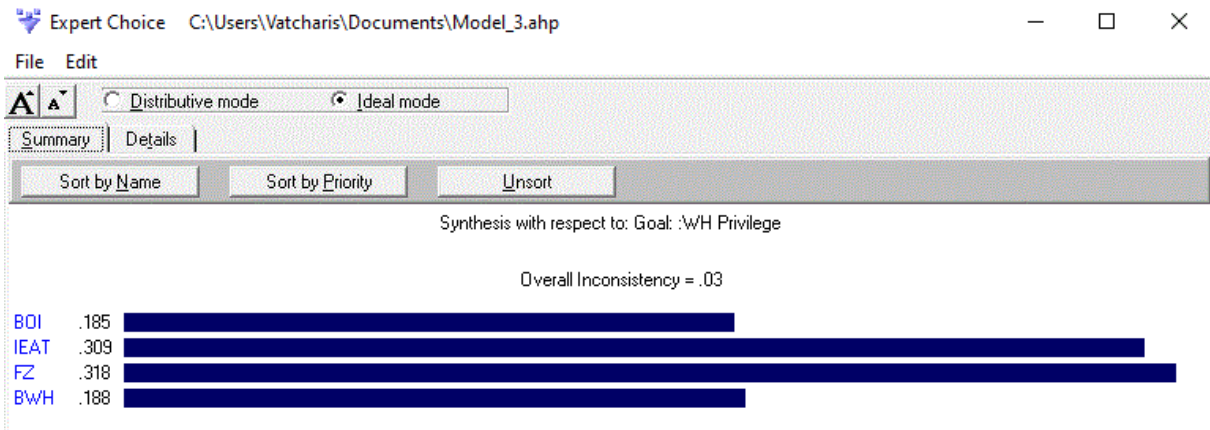 Expert Choice C:\Users\Vatcharis\Documents\Model_3.ahp
File Edit
A A Distributive mode Ideal mode
Summary Details
Sort by Name Sort by Priority Unsort
Synthesis with respect to: Goal: :WH Privilege
Overall Inconsistency = .03
BOI .185
IEAT .309
FZ .318
BWH .188